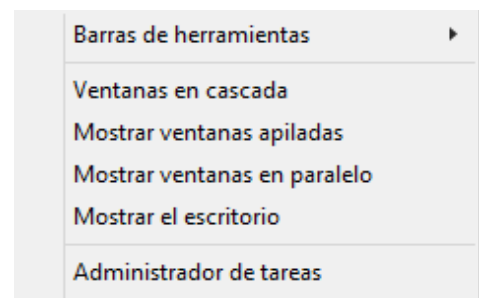 Barras de herramientas
Ventanas en cascada
Mostrar ventanas apiladas
Mostrar ventanas en paralelo
Mostrar el escritorio
Administrador de tareas